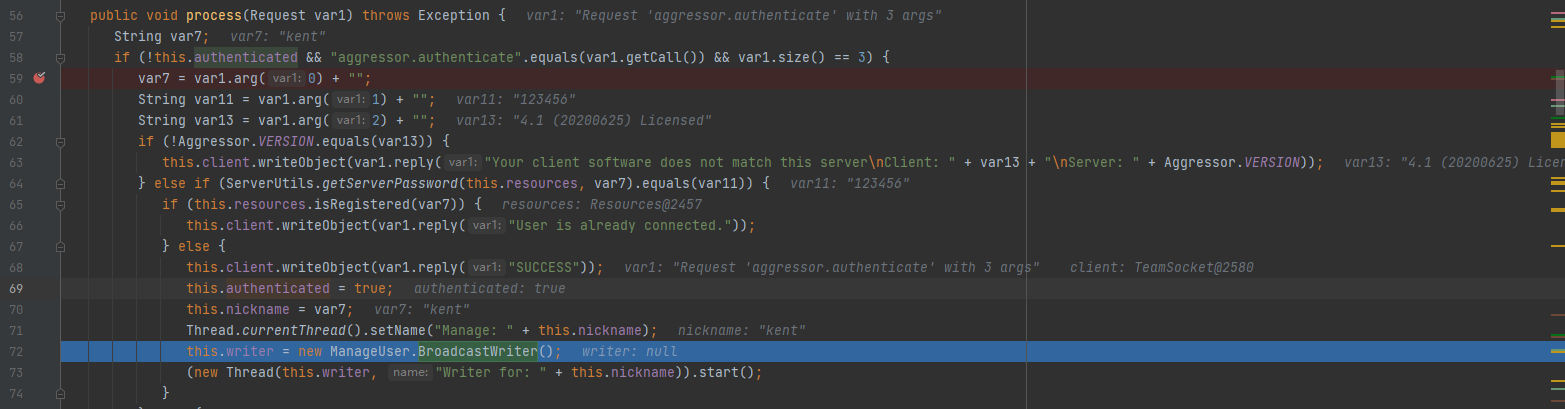 56 public void process(Request var1) throws Exception { var1: "Request 'aggressor.authenticate' with 3 args"
57 String var7; var7: "kent"
58 if (!this.authenticated && "aggressor.authenticate".equals(var1.getCall()) && var1.size() == 3) {
59 var7 = var1.arg( var1: 0) + "";
60 String var11 = var1.arg( var1: 1) + ""; var11: "123456"
61 String var13 = var1.arg( var1: 2) + ""; var13: "4.1 (20200625) Licensed"
62 if (!Aggressor.VERSION.equals(var13)) {
63 this.client.writeObject(var1.reply( var1: "Your client software does not match this server\nClient: " + var13 + "\nServer: " + Aggressor.VERSION)); var13: "4.1 (20200625) Licen
64 } else if (ServerUtils.getServerPassword(this.resources, var7).equals(var11)) { var11: "123456"
65 if (this.resources.isRegistered(var7)) { resources: Resources@2457
66 this.client.writeObject(var1.reply( var1: "User is already connected."));
67 } else {
68 this.client.writeObject(var1.reply( var1: "SUCCESS")); var1: "Request 'aggressor.authenticate' with 3 args" client: TeamSocket@2580
69 this.authenticated = true; authenticated: true
70 this.nickname = var7; var7: "kent"
71 Thread.currentThread().setName("Manage: " + this.nickname); nickname: "kent"
72 this.writer = new ManageUser.BroadcastWriter(); writer: null
73 (new Thread(this.writer, name: "Writer for: " + this.nickname)).start();
74 }